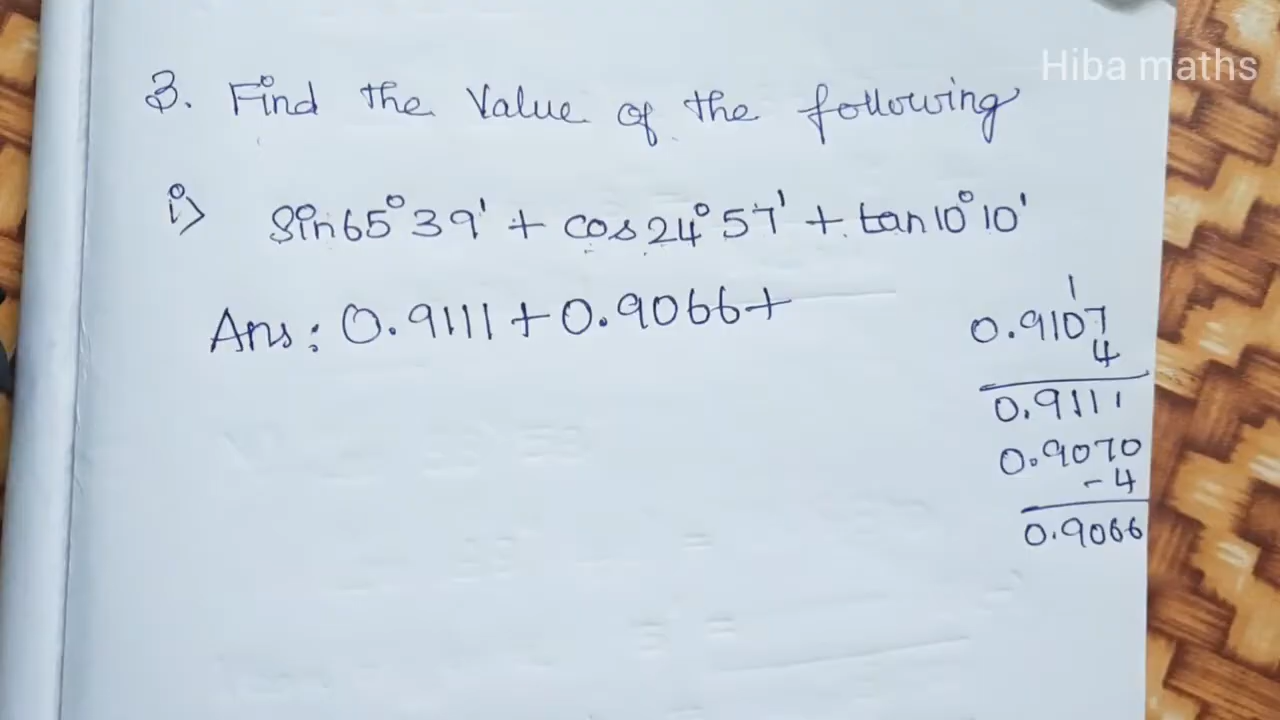 Hiba maths
3. Find the Value of the following
i) Sin65°39' + cos24°57' + tan10°10'
Ans: 0.9111+0.9066+
1
0.9107
4
0.9111
0.9070
-4
0.9066